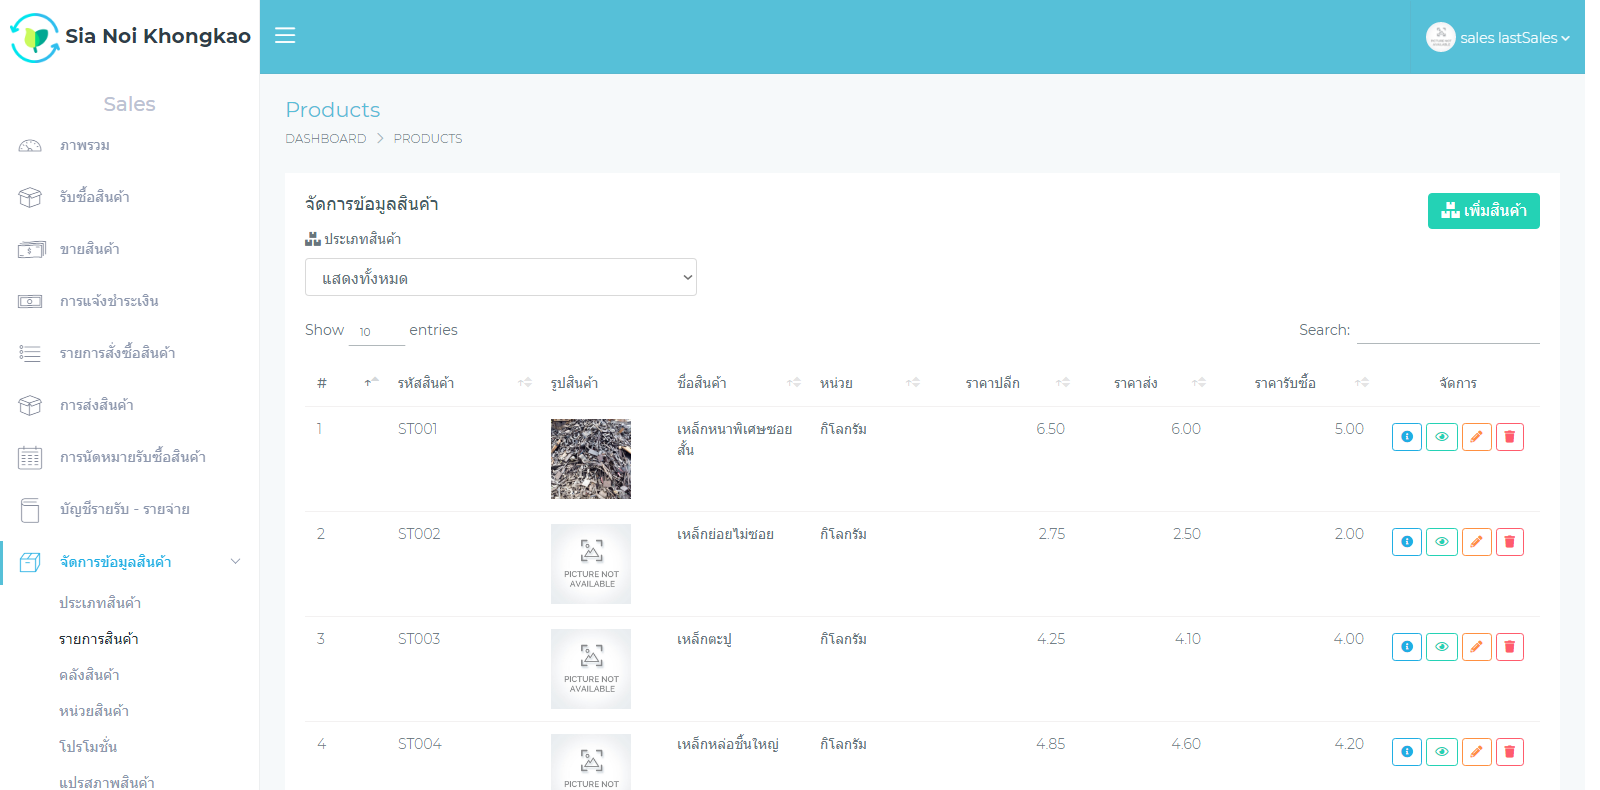 Sia Noi Khongkao
sales lastSales
Sales
ภาพรวม
รับซื้อสินค้า
ขายสินค้า
การแจ้งชำระเงิน
รายการสั่งซื้อสินค้า
การส่งสินค้า
การนัดหมายรับซื้อสินค้า
บัญชีรายรับ - รายจ่าย
จัดการข้อมูลสินค้า
ประเภทสินค้า
รายการสินค้า
คลังสินค้า
หน่วยสินค้า
โปรโมชั่น
แปรสภาพสินค้า
Products
DASHBOARD > PRODUCTS
จัดการข้อมูลสินค้า
เพิ่มสินค้า
ประเภทสินค้า
แสดงทั้งหมด
Show 10 entries Search:
# รหัสสินค้า รูปสินค้า ชื่อสินค้า หน่วย ราคาปลีก ราคาส่ง ราคารับซื้อ จัดการ
1 ST001 เหล็กหนาพิเศษซอย กิโลกรัม 6.50 6.00 5.00
สั้น
2 ST002 เหล็กย่อยไม่ซอย กิโลกรัม 2.75 2.50 2.00
PICTURE NOT
AVAILABLE
3 ST003 เหล็กตะปู กิโลกรัม 4.25 4.10 4.00
PICTURE NOT
AVAILABLE
4 ST004 เหล็กหล่อชิ้นใหญ่ กิโลกรัม 4.85 4.60 4.20
PICTURE NOT